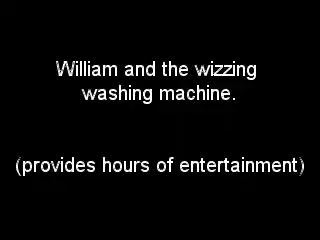 William and the wizzing
washing machine.
(provides hours of entertainment)